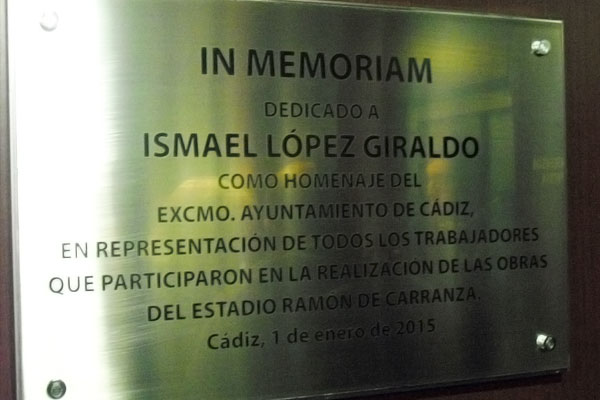 IN MEMORIAM
DEDICADO A
ISMAEL LÓPEZ GIRALDO
COMO HOMENAJE DEL
EXCMO. AYUNTAMIENTO DE CÁDIZ,
EN REPRESENTACIÓN DE TODOS LOS TRABAJADORES
QUE PARTICIPARON EN LA REALIZACIÓN DE LAS OBRAS
DEL ESTADIO RAMÓN DE CARRANZA.
Cádiz, 1 de enero de 2015